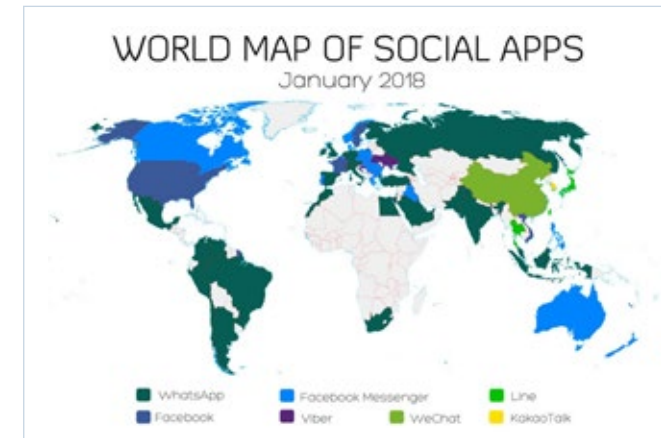 WORLD MAP OF SOCIAL APPS
January 2018
WhatsApp Facebook Messenger Line
Facebook Viber WeChat KakaoTalk